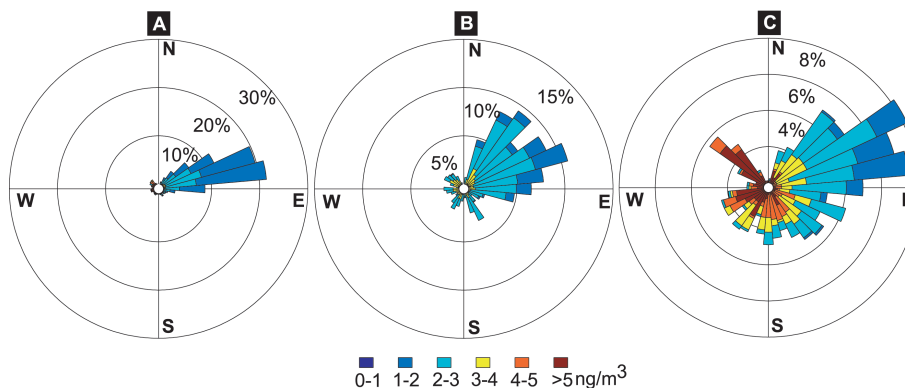 A B C
N N N
30% 15% 8%
20% 10% 6%
10% 5% 4%
W E W E W E
S S S
0-1 1-2 2-3 3-4 4-5 >5 ng/m³